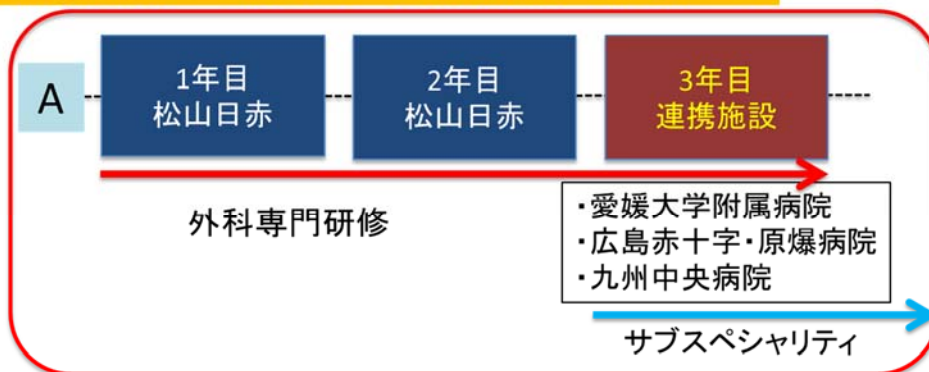 A
1年目
松山日赤
2年目
松山日赤
3年目
連携施設
外科専門研修
・愛媛大学附属病院
・広島赤十字・原爆病院
・九州中央病院
サブスペシャリティ